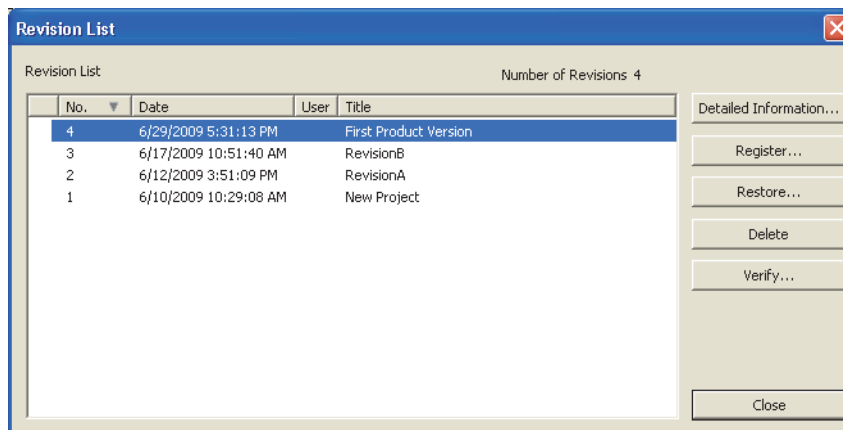 Revision List
Revision List
Number of Revisions 4
No. Date User Title
4 6/29/2009 5:31:13 PM First Product Version
3 6/17/2009 10:51:40 AM RevisionB
2 6/12/2009 3:51:09 PM RevisionA
1 6/10/2009 10:29:08 AM New Project
Detailed Information...
Register...
Restore...
Delete
Verify...
Close